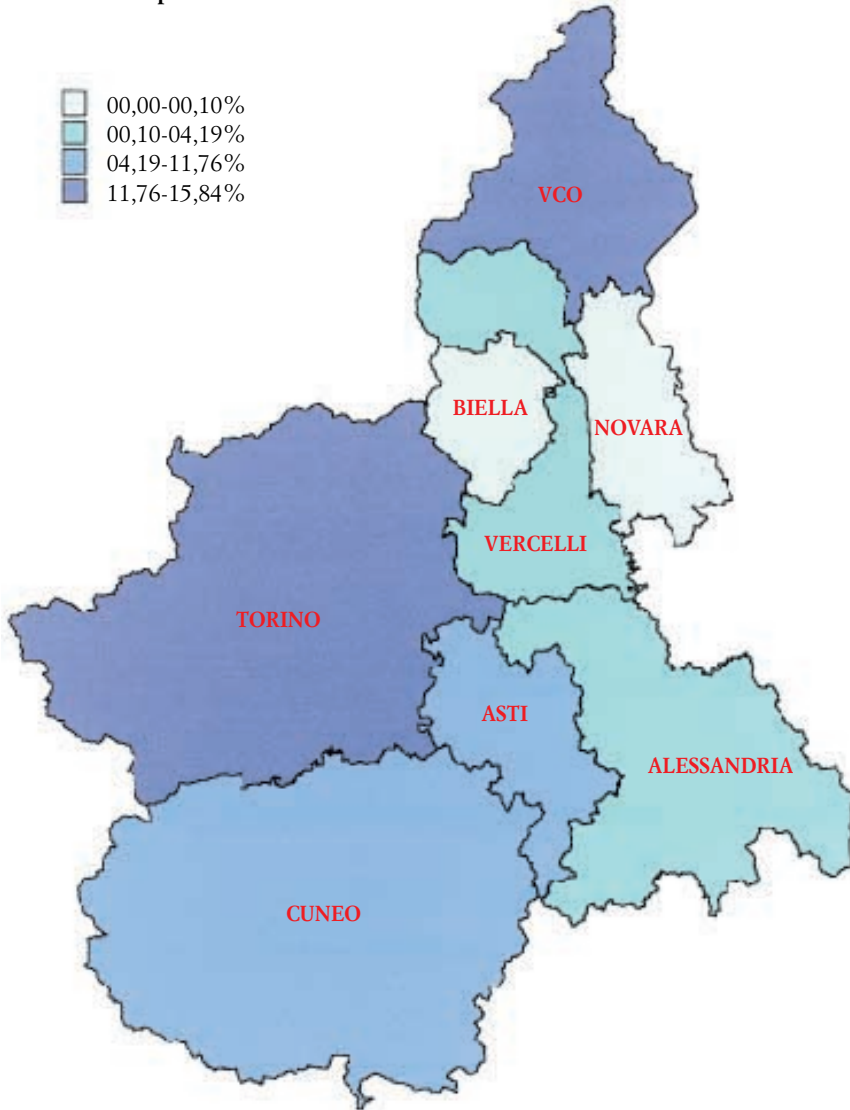 00,00-00,10%
00,10-04,19%
04,19-11,76%
11,76-15,84%
VCO
BIELLA
NOVARA
VERCELLI
TORINO
ASTI
ALESSANDRIA
CUNEO